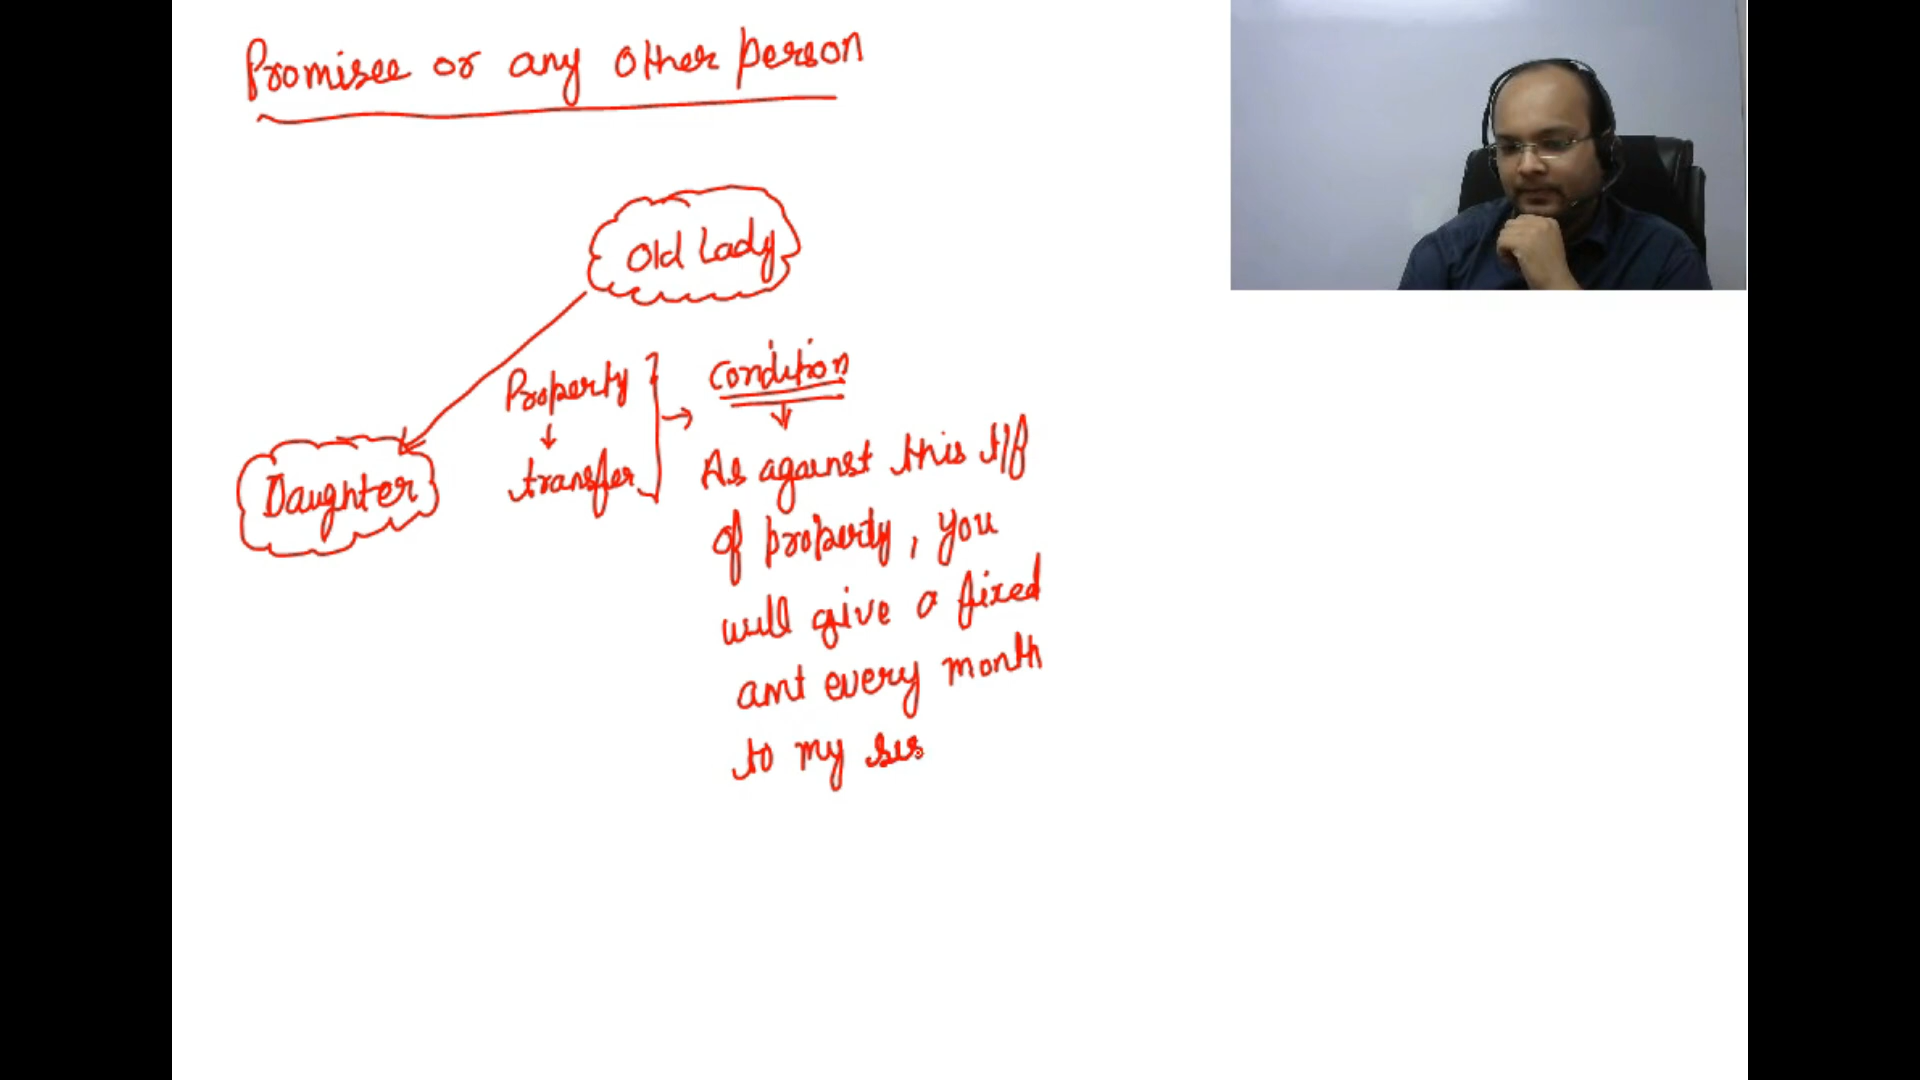 Promisee or any other person
Old Lady
Property
↓
transfer
→
Condition
↓
Daughter
As against this t/f
of property, you
will give a fixed
amt every month
to my sis